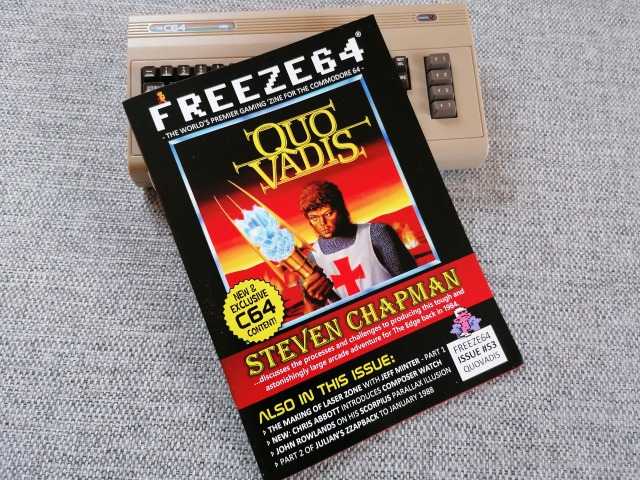 THEC64
FREEZE64®
- THE WORLD'S PREMIER GAMING 'ZINE FOR THE COMMODORE 64 -
QUO
VADIS
NEW &
EXCLUSIVE
C64
CONTENT!
STEVEN CHAPMAN
...discusses the processes and challenges to producing this tough and
astonishingly large arcade adventure for The Edge back in 1984.
FREEZE64
ISSUE #53
QUOVADIS
ALSO IN THIS ISSUE:
THE MAKING OF LASER ZONE WITH JEFF MINTER - PART 1
NEW: CHRIS ABBOTT INTRODUCES COMPOSER WATCH
JOHN ROWLANDS ON HIS SCORPIUS PARALLAX ILLUSION
PART 2 OF JULIAN'S ZZAPBACK TO JANUARY 1988